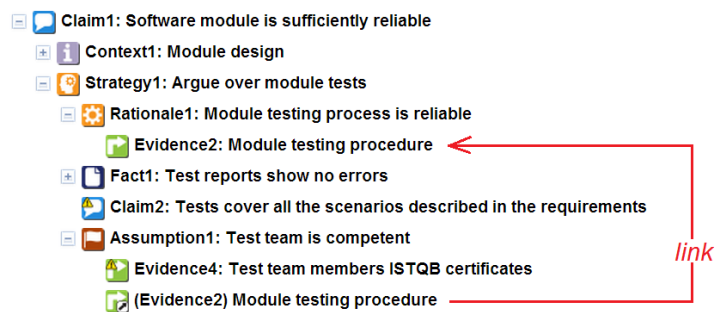 Claim1: Software module is sufficiently reliable
Context1: Module design
Strategy1: Argue over module tests
Rationale1: Module testing process is reliable
Evidence2: Module testing procedure
Fact1: Test reports show no errors
Claim2: Tests cover all the scenarios described in the requirements
Assumption1: Test team is competent
link
Evidence4: Test team members ISTQB certificates
(Evidence2) Module testing procedure